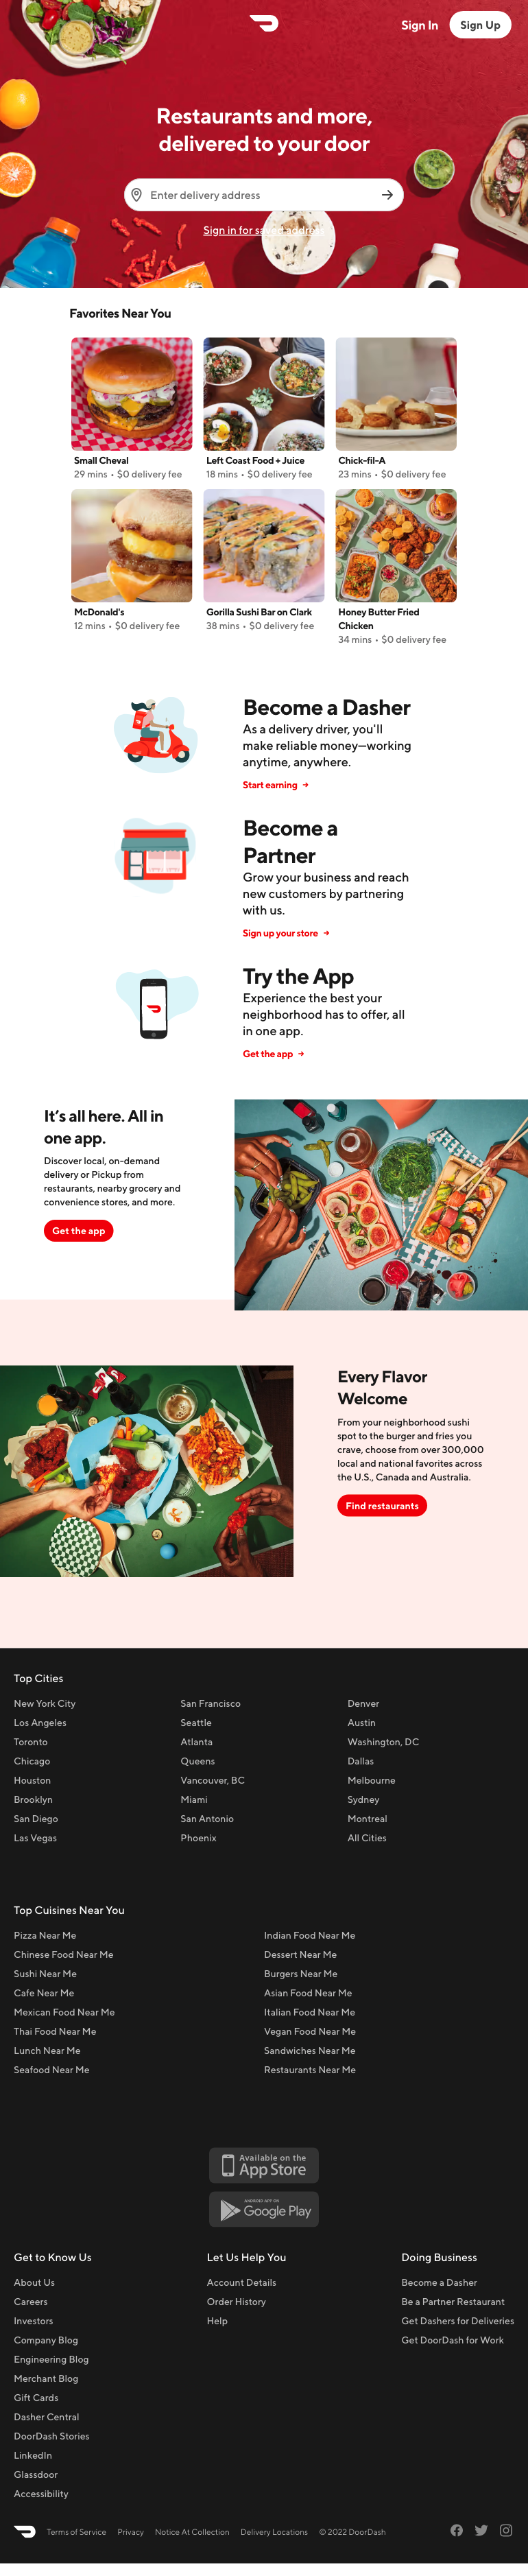 Sign In
Sign Up
Restaurants and more,
delivered to your door
Enter delivery address
Sign in for saved address
Favorites Near You
Small Cheval
29 mins • $0 delivery fee
Left Coast Food + Juice
18 mins • $0 delivery fee
Chick-fil-A
23 mins • $0 delivery fee
McDonald's
12 mins • $0 delivery fee
Gorilla Sushi Bar on Clark
38 mins • $0 delivery fee
Honey Butter Fried
Chicken
34 mins • $0 delivery fee
Become a Dasher
As a delivery driver, you'll
make reliable money—working
anytime, anywhere.
Start earning →
Become a
Partner
Grow your business and reach
new customers by partnering
with us.
Sign up your store →
Try the App
Experience the best your
neighborhood has to offer, all
in one app.
Get the app →
It’s all here. All in
one app.
Discover local, on-demand
delivery or Pickup from
restaurants, nearby grocery and
convenience stores, and more.
Get the app
Every Flavor
Welcome
From your neighborhood sushi
spot to the burger and fries you
crave, choose from over 300,000
local and national favorites across
the U.S., Canada and Australia.
Find restaurants
Top Cities
New York City
Los Angeles
Toronto
Chicago
Houston
Brooklyn
San Diego
Las Vegas
San Francisco
Seattle
Atlanta
Queens
Vancouver, BC
Miami
San Antonio
Phoenix
Denver
Austin
Washington, DC
Dallas
Melbourne
Sydney
Montreal
All Cities
Top Cuisines Near You
Pizza Near Me
Chinese Food Near Me
Sushi Near Me
Cafe Near Me
Mexican Food Near Me
Thai Food Near Me
Lunch Near Me
Seafood Near Me
Indian Food Near Me
Dessert Near Me
Burgers Near Me
Asian Food Near Me
Italian Food Near Me
Vegan Food Near Me
Sandwiches Near Me
Restaurants Near Me
Available on the
App Store
ANDROID APP ON
Google Play
Get to Know Us
About Us
Careers
Investors
Company Blog
Engineering Blog
Merchant Blog
Gift Cards
Dasher Central
DoorDash Stories
LinkedIn
Glassdoor
Accessibility
Let Us Help You
Account Details
Order History
Help
Doing Business
Become a Dasher
Be a Partner Restaurant
Get Dashers for Deliveries
Get DoorDash for Work
Terms of Service
Privacy
Notice At Collection
Delivery Locations
© 2022 DoorDash